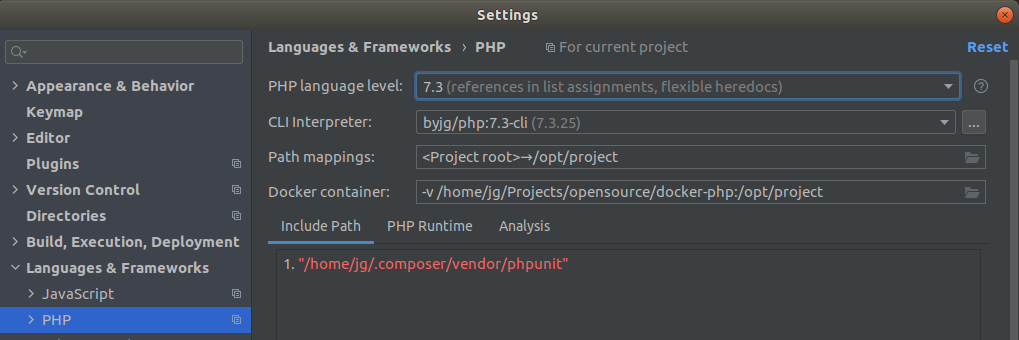 Settings
Languages & Frameworks › PHP For current project Reset
Appearance & Behavior
Keymap
Editor
Plugins
Version Control
Directories
Build, Execution, Deployment
Languages & Frameworks
JavaScript
PHP
PHP language level: 7.3 (references in list assignments, flexible heredocs) ?
CLI Interpreter: byjg/php:7.3-cli (7.3.25) ...
Path mappings: <Project root>→/opt/project
Docker container: -v /home/jg/Projects/opensource/docker-php:/opt/project
Include Path PHP Runtime Analysis
1. "/home/jg/.composer/vendor/phpunit"